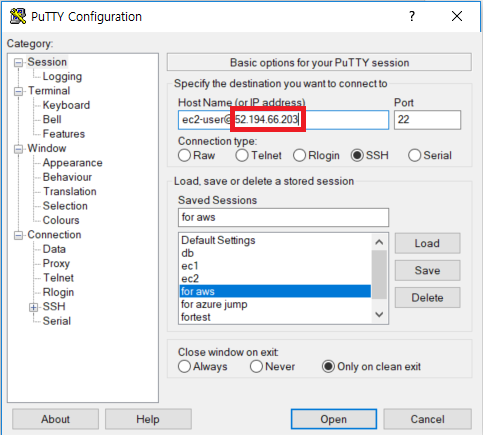 PuTTY Configuration
?
Category:
Session
Logging
Terminal
Keyboard
Bell
Features
Window
Appearance
Behaviour
Translation
Selection
Colours
Connection
Data
Proxy
Telnet
Rlogin
SSH
Serial
Basic options for your PuTTY session
Specify the destination you want to connect to
Host Name (or IP address) Port
ec2-user@52.194.66.203 22
Connection type:
Raw Telnet Rlogin SSH Serial
Load, save or delete a stored session
Saved Sessions
for aws
Default Settings
db
ec1
ec2
for aws
for azure jump
fortest
Load
Save
Delete
Close window on exit:
Always Never Only on clean exit
About Help Open Cancel